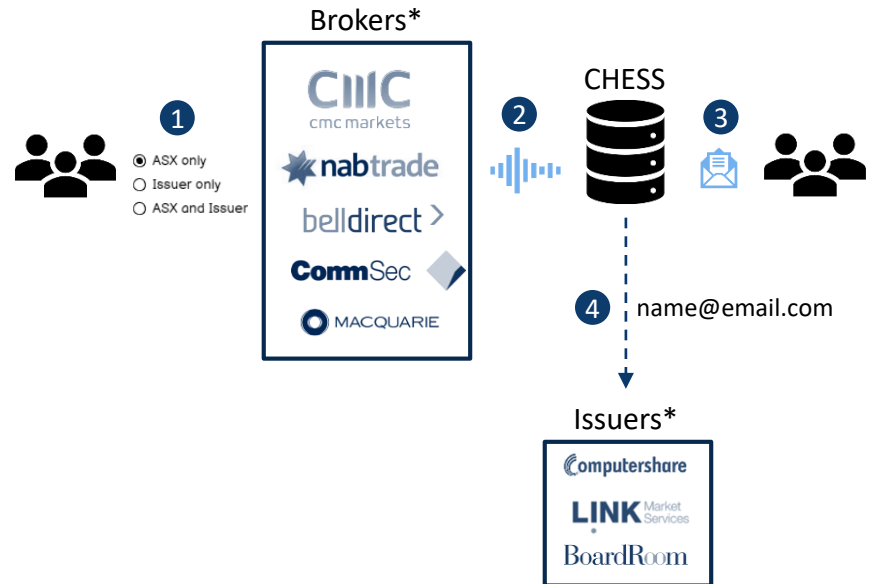 Brokers*
CMC
cmc markets
CHESS
1
2
3
ASX only
Issuer only
ASX and Issuer
nabtrade
belldirect >
CommSec
MACQUARIE
4
name@email.com
Issuers*
Computershare
LINK Market
Services
BoardRoom